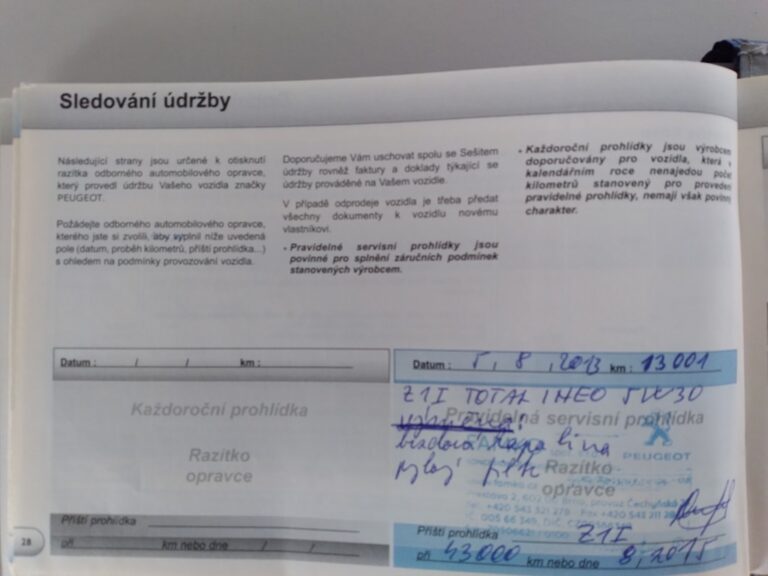 Sledování údržby
Následující strany jsou určené k otisknutí
razítka odborného automobilového opravce,
který provedl údržbu Vašeho vozidla značky
PEUGEOT.
Požádejte odborného automobilového opravce,
kterého jste si zvolili, aby vyplnil níže uvedená
pole (datum, proběh kilometrů, příští prohlídka...)
s ohledem na podmínky provozování vozidla.
Doporučujeme Vám uschovat spolu se Sešitem
údržby rovněž faktury a doklady týkající se
údržby prováděné na Vašem vozidle.
V případě odprodeje vozidla je třeba předat
všechny dokumenty k vozidlu novému
vlastníkovi.
- Pravidelné servisní prohlídky jsou
povinné pro splnění záručních podmínek
stanovených výrobcem.
- Každoroční prohlídky jsou výrobcem
doporučovány pro vozidla, která v
kalendářním roce nenajedou počet
kilometrů stanovený pro provedení
pravidelné prohlídky, nemají však povinný
charakter.
Datum : / / km :
Každoroční prohlídka
Razítko
opravce
Příští prohlídka
při km nebo dne / /
28
Datum : 5, 8, 2013 km : 13 001
Z1I TOTAL INEO 5W30
Pravidelná servisní prohlídka
brzdová kapalina
pylový filtr
PEUGEOT
Razítko
opravce
Příští prohlídka Z1I
při 43000 km nebo dne 8, 2015